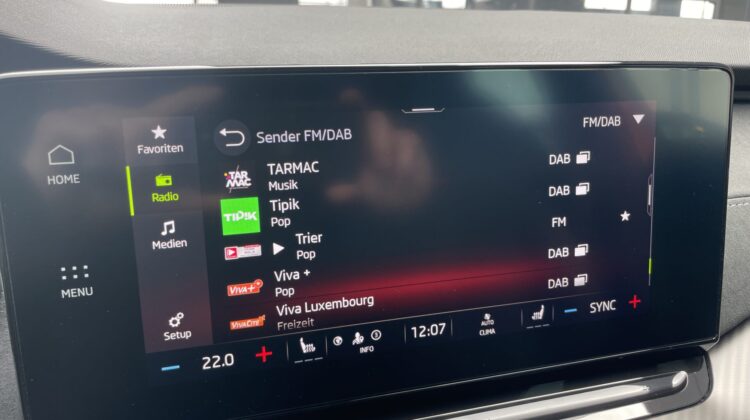 Sender FM/DAB
FM/DAB
HOME
MENU
Favoriten
Radio
Medien
Setup
TAR
MAC
TARMAC
Musik
DAB
TIPIK
Tipik
Pop
DAB
Trier
Pop
FM
VIVA+
Viva +
Pop
DAB
VIVACITÉ
Viva Luxembourg
Freizeit
DAB
22.0
INFO
12:07
AUTO
CLIMA
SYNC